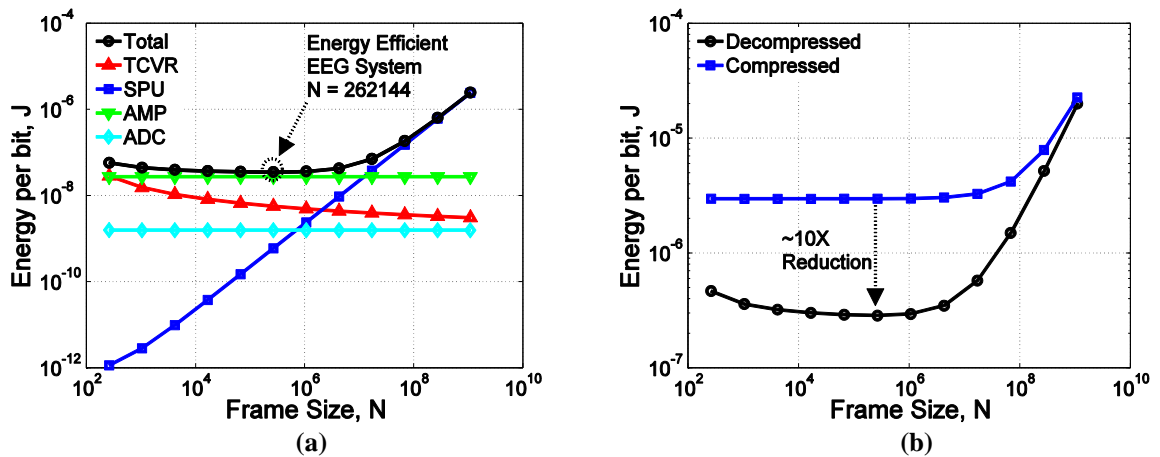 10^-4
10^-6
10^-8
10^-10
10^-12
Energy per bit, J
Total
TCVR
SPU
AMP
ADC
Energy Efficient
EEG System
N = 262144
10^2 10^4 10^6 10^8 10^10
Frame Size, N
(a)
10^-4
10^-5
10^-6
10^-7
Energy per bit, J
Decompressed
Compressed
~10X
Reduction
10^2 10^4 10^6 10^8 10^10
Frame Size, N
(b)